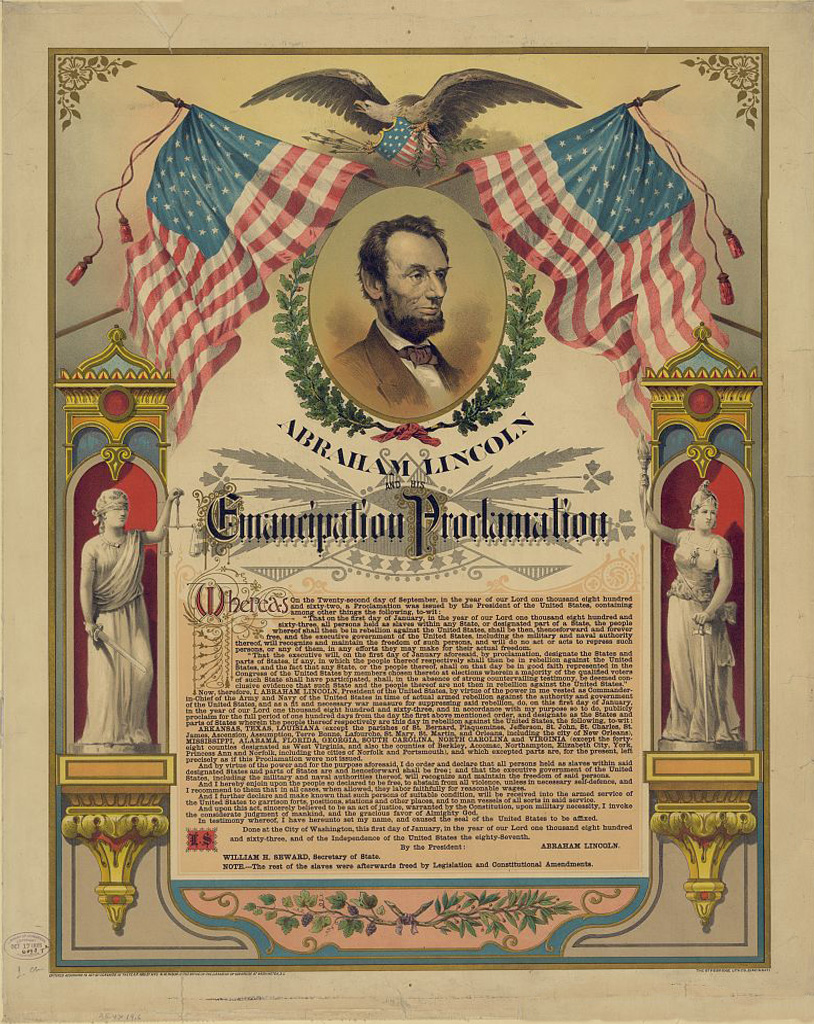 ABRAHAM LINCOLN
AND HIS
Emancipation Proclamation
Whereas On the Twenty-second day of September, in the year of our Lord one thousand eight hundred
and sixty-two, a Proclamation was issued by the President of the United States, containing
among other things the following, to-wit:
"That on the first day of January, in the year of our Lord one thousand eight hundred and
sixty-three, all persons held as slaves within any State, or designated part of a State, the people
whereof shall then be in rebellion against the United States, shall be then, thenceforward and forever
free, and the executive government of the United States, including the military and naval authority
thereof, will recognize and maintain the freedom of such persons, and will do no act or acts to repress such
persons, or any of them, in any efforts they may make for their actual freedom.
"That the executive will, on the first day of January aforesaid, by proclamation, designate the States and
parts of States, if any, in which the people thereof respectively shall then be in rebellion against the United
States, and the fact that any State, or the people thereof, shall on that day be in good faith represented in the
Congress of the United States by members chosen thereto at elections wherein a majority of the qualified voters
of such State shall have participated, shall, in the absence of strong countervailing testimony, be deemed con-
clusive evidence that such State and the people thereof are not then in rebellion against the United States."
Now, therefore, I, ABRAHAM LINCOLN, President of the United States, by virtue of the power in me vested as Commander-
in-Chief of the Army and Navy of the United States in time of actual armed rebellion against the authority and government
of the United States, and as a fit and necessary war measure for suppressing said rebellion, do, on this first day of January,
in the year of our Lord one thousand eight hundred and sixty-three, and in accordance with my purpose so to do, publicly
proclaim for the full period of one hundred days from the day the first above mentioned order, and designate as the States and
parts of States wherein the people thereof respectively are this day in rebellion against the United States, the following, to-wit:
ARKANSAS, TEXAS, LOUISIANA (except the parishes of St. Bernard, Plaquemines, Jefferson, St. John, St. Charles, St.
James, Ascension, Assumption, Terre Bonne, Lafourche, St. Mary, St. Martin, and Orleans, including the city of New Orleans),
MISSISSIPPI, ALABAMA, FLORIDA, GEORGIA, SOUTH CAROLINA, NORTH CAROLINA and VIRGINIA (except the forty-
eight counties designated as West Virginia, and also the counties of Berkley, Accomac, Northampton, Elizabeth City, York,
Princess Ann and Norfolk, including the cities of Norfolk and Portsmouth), and which excepted parts are, for the present, left
precisely as if this Proclamation were not issued.
And by virtue of the power and for the purpose aforesaid, I do order and declare that all persons held as slaves within said
designated States and parts of States are and henceforward shall be free; and that the executive government of the United
States, including the military and naval authorities thereof, will recognize and maintain the freedom of said persons.
And I hereby enjoin upon the people so declared to be free, to abstain from all violence, unless in necessary self-defence, and
I recommend to them that in all cases, when allowed, they labor faithfully for reasonable wages.
And I further declare and make known that such persons of suitable condition, will be received into the armed service of
the United States to garrison forts, positions, stations and other places, and to man vessels of all sorts in said service.
And upon this act, sincerely believed to be an act of justice, warranted by the Constitution, upon military necessity, I invoke
the considerate judgment of mankind, and the gracious favor of Almighty God.
In testimony whereof, I have hereunto set my name, and caused the seal of the United States to be affixed.
L.S. Done at the City of Washington, this first day of January, in the year of our Lord one thousand eight hundred
and sixty-three, and of the Independence of the United States the eighty-Seventh.
By the President: ABRAHAM LINCOLN.
WILLIAM H. SEWARD, Secretary of State.
NOTE.—The rest of the slaves were afterwards freed by Legislation and Constitutional Amendments.